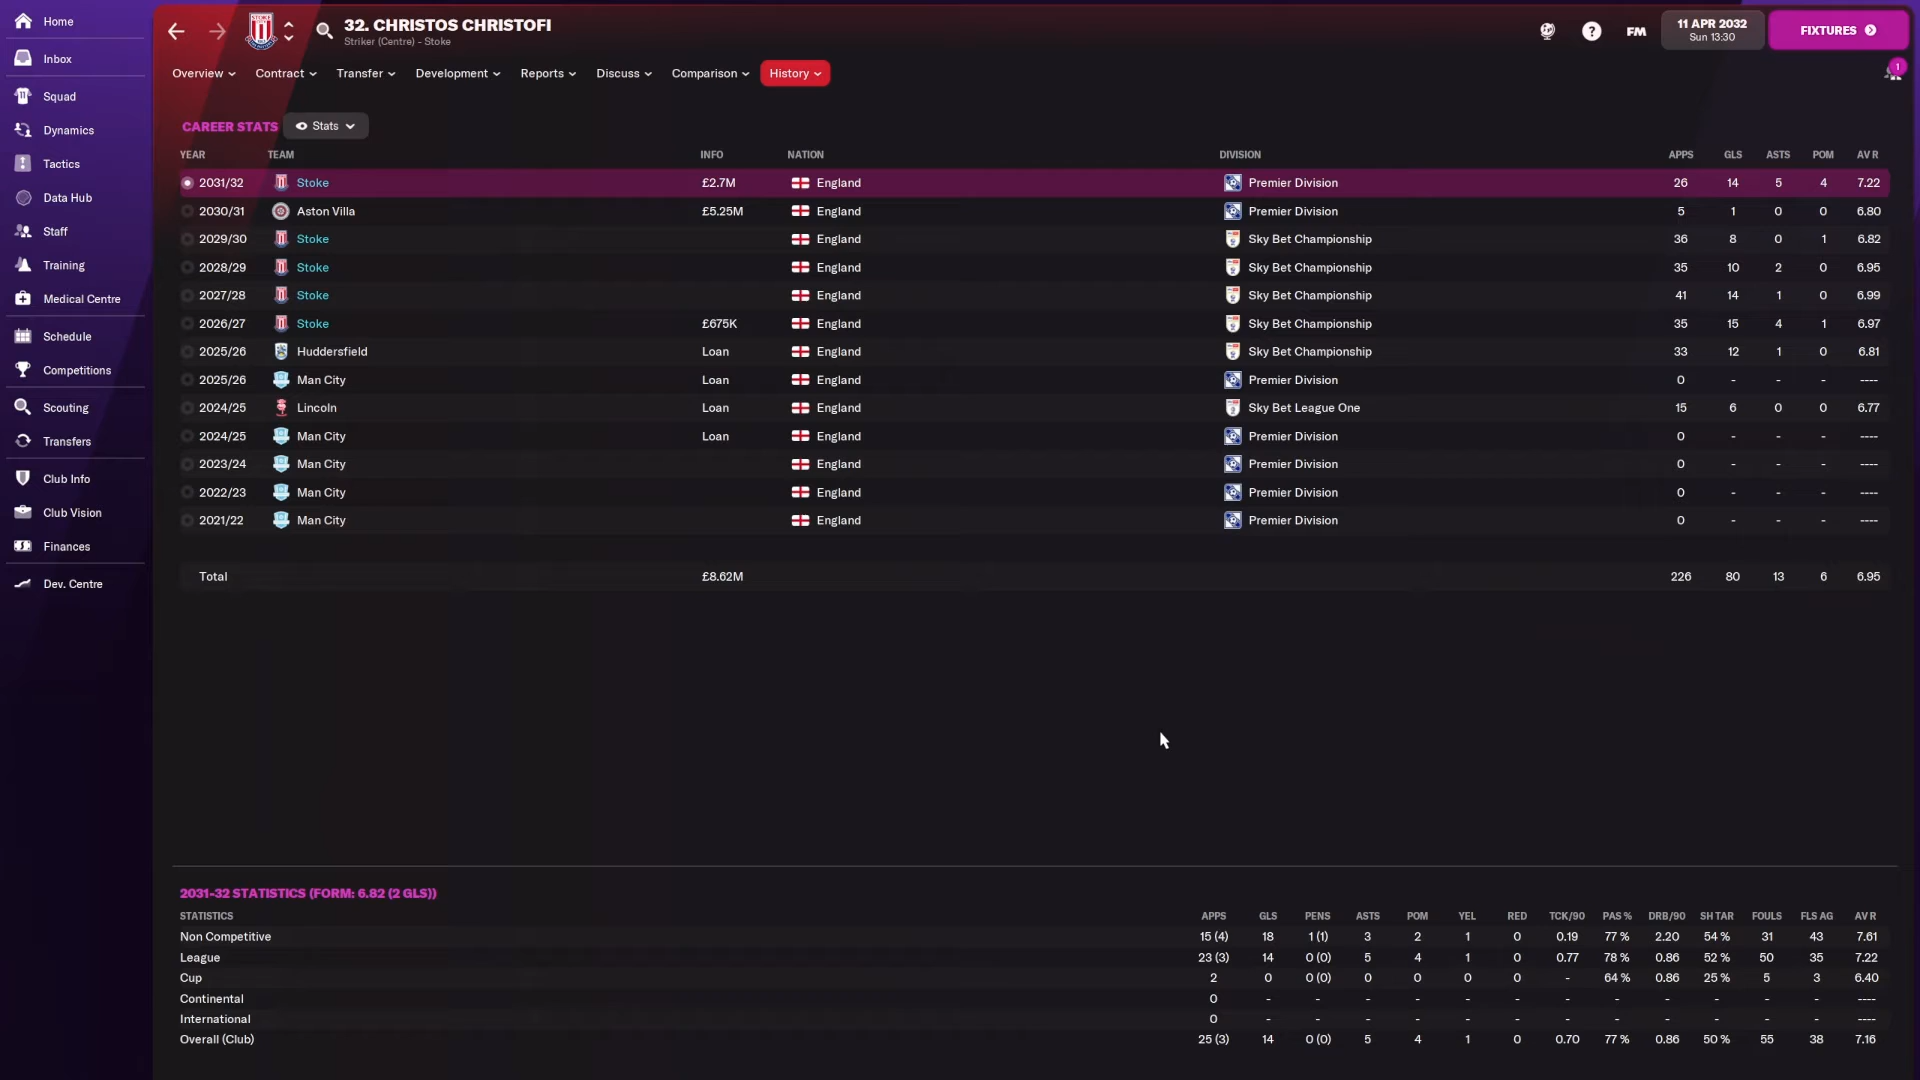 Home
Inbox
Squad
Dynamics
Tactics
Data Hub
Staff
Training
Medical Centre
Schedule
Competitions
Scouting
Transfers
Club Info
Club Vision
Finances
Dev. Centre
32. CHRISTOS CHRISTOFI
Striker (Centre) - Stoke
? FM 11 APR 2032 FIXTURES
Sun 13:30
Overview Contract Transfer Development Reports Discuss Comparison History 1
CAREER STATS Stats
YEAR TEAM INFO NATION DIVISION APPS GLS ASTS POM AV R
2031/32 Stoke £2.7M England Premier Division 26 14 5 4 7.22
2030/31 Aston Villa £5.25M England Premier Division 5 1 0 0 6.80
2029/30 Stoke England Sky Bet Championship 36 8 0 1 6.82
2028/29 Stoke England Sky Bet Championship 35 10 2 0 6.95
2027/28 Stoke England Sky Bet Championship 41 14 1 0 6.99
2026/27 Stoke £675K England Sky Bet Championship 35 15 4 1 6.97
2025/26 Huddersfield Loan England Sky Bet Championship 33 12 1 0 6.81
2025/26 Man City Loan England Premier Division 0 - - - ----
2024/25 Lincoln Loan England Sky Bet League One 15 6 0 0 6.77
2024/25 Man City Loan England Premier Division 0 - - - ----
2023/24 Man City England Premier Division 0 - - - ----
2022/23 Man City England Premier Division 0 - - - ----
2021/22 Man City England Premier Division 0 - - - ----
Total £8.62M 226 80 13 6 6.95
2031-32 STATISTICS (FORM: 6.82 (2 GLS))
STATISTICS APPS GLS PENS ASTS POM YEL RED TCK/90 PAS % DRB/90 SH TAR FOULS FLS AG AV R
Non Competitive 15 (4) 18 1 (1) 3 2 1 0 0.19 77 % 2.20 54 % 31 43 7.61
League 23 (3) 14 0 (0) 5 4 1 0 0.77 78 % 0.86 52 % 50 35 7.22
Cup 2 0 0 (0) 0 0 0 0 - 64 % 0.86 25 % 5 3 6.40
Continental 0 - - - - - - - - - - - - ----
International 0 - - - - - - - - - - - - ----
Overall (Club) 25 (3) 14 0 (0) 5 4 1 0 0.70 77 % 0.86 50 % 55 38 7.16